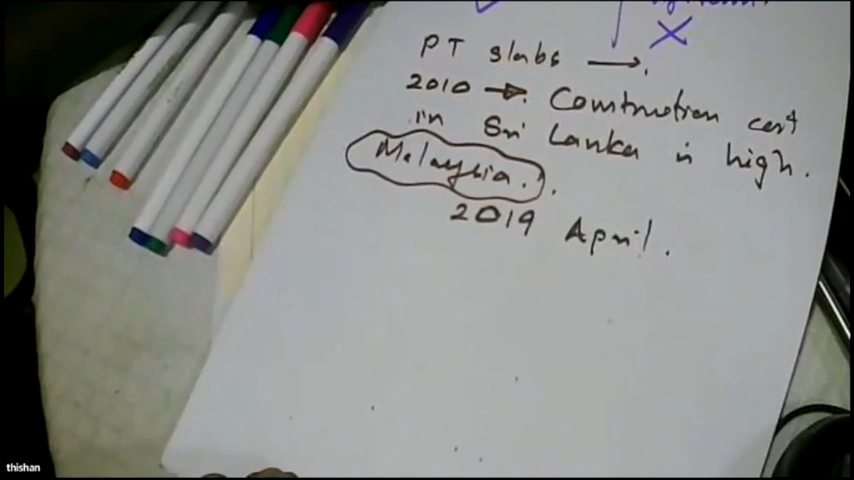 PT slabs →.
2010 → Construction cost
in Sri Lanka is high.
Malaysia.
2019 April.
thishan